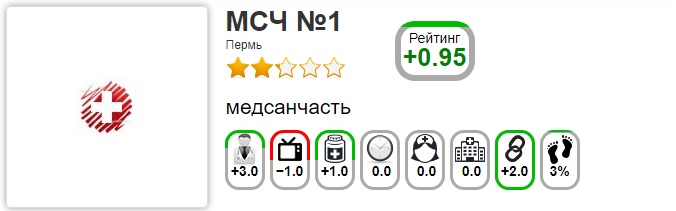 МСЧ №1
Пермь
Рейтинг
+0.95
медсанчасть
+3.0 −1.0 +1.0 0.0 0.0 0.0 +2.0 3%